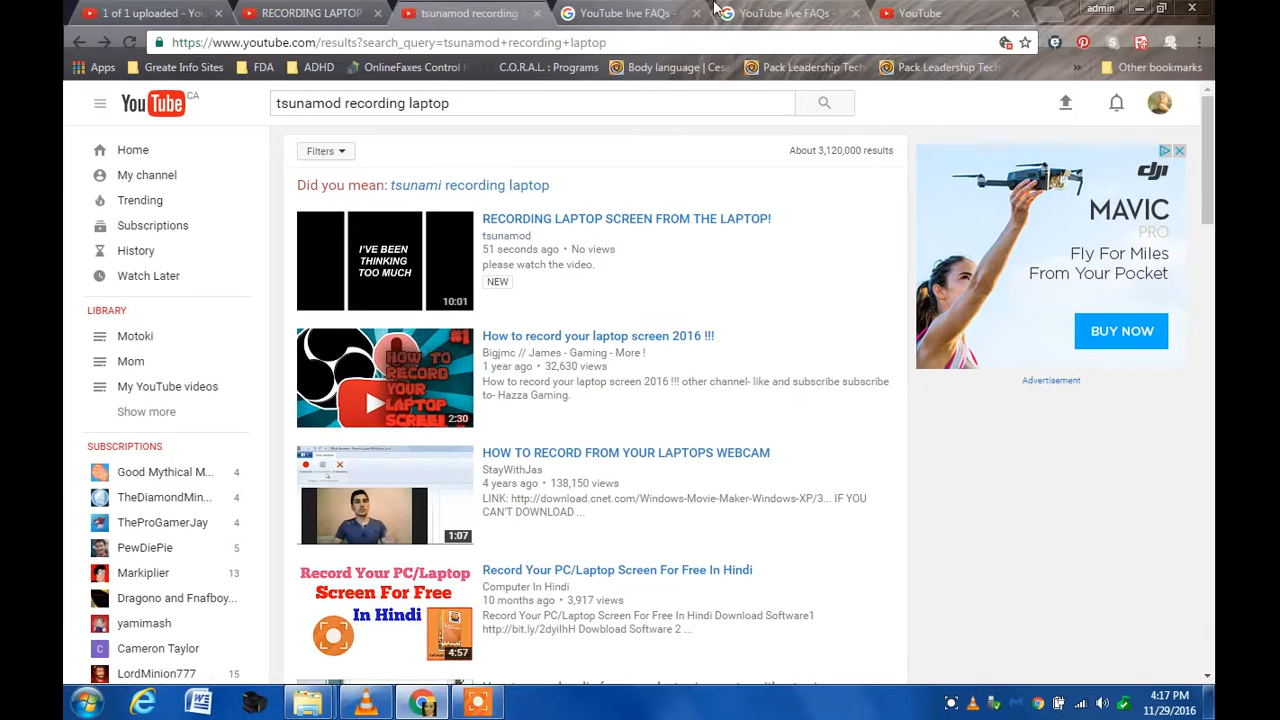 1 of 1 uploaded - You
RECORDING LAPTOP
tsunamod recording
YouTube live FAQs -
YouTube live FAQs -
YouTube
admin
https://www.youtube.com/results?search_query=tsunamod+recording+laptop
Apps
Greate Info Sites
FDA
ADHD
OnlineFaxes Control
C.O.R.A.L. : Programs
Body language | Cesa
Pack Leadership Tech
Pack Leadership Tech
»
Other bookmarks
YouTube CA
tsunamod recording laptop
Home
My channel
Trending
Subscriptions
History
Watch Later
LIBRARY
Motoki
Mom
My YouTube videos
Show more
SUBSCRIPTIONS
Good Mythical M... 4
TheDiamondMin... 4
TheProGamerJay 4
PewDiePie 5
Markiplier 13
Dragono and Fnafboy...
yamimash
Cameron Taylor
LordMinion777 15
Filters
About 3,120,000 results
Did you mean: tsunami recording laptop
I'VE BEEN
THINKING
TOO MUCH
10:01
RECORDING LAPTOP SCREEN FROM THE LAPTOP!
tsunamod
51 seconds ago • No views
please watch the video.
NEW
#1
HOW TO
RECORD
YOUR
LAPTOP
SCREEN
2:30
How to record your laptop screen 2016 !!!
Bigjmc // James - Gaming - More !
1 year ago • 32,630 views
How to record your laptop screen 2016 !!! other channel- like and subscribe subscribe
to- Hazza Gaming.
1:07
HOW TO RECORD FROM YOUR LAPTOPS WEBCAM
StayWithJas
4 years ago • 138,150 views
LINK: http://download.cnet.com/Windows-Movie-Maker-Windows-XP/3... IF YOU
CAN'T DOWNLOAD ...
Record Your PC/Laptop
Screen For Free
In Hindi
4:57
Record Your PC/Laptop Screen For Free In Hindi
Computer In Hindi
10 months ago • 3,917 views
Record Your PC/Laptop Screen For Free In Hindi Download Software1
http://bit.ly/2dyilhH Dowbload Software 2 ...
dji
MAVIC
PRO
Fly For Miles
From Your Pocket
BUY NOW
Advertisement
4:17 PM
11/29/2016